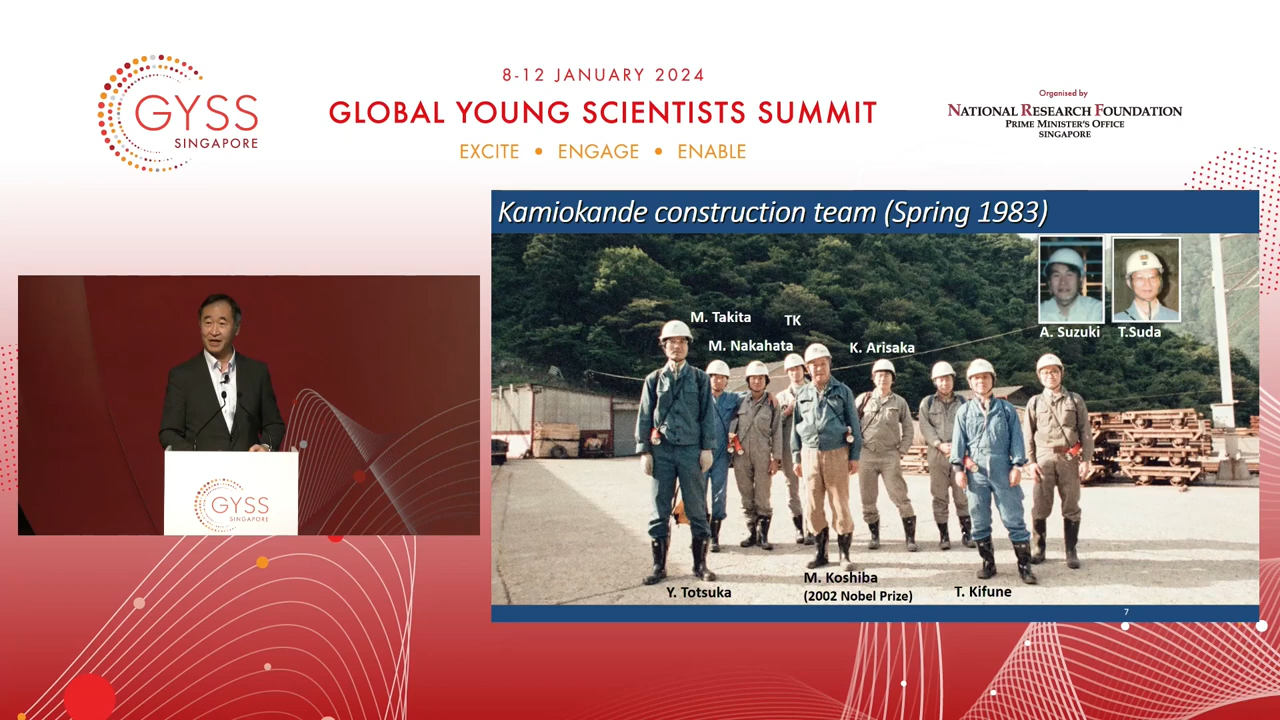 GYSS
SINGAPORE
8-12 JANUARY 2024
GLOBAL YOUNG SCIENTISTS SUMMIT
EXCITE • ENGAGE • ENABLE
Organised by
NATIONAL RESEARCH FOUNDATION
PRIME MINISTER'S OFFICE
SINGAPORE
Kamiokande construction team (Spring 1983)
M. Takita
TK
M. Nakahata
K. Arisaka
A. Suzuki
T.Suda
Y. Totsuka
M. Koshiba
(2002 Nobel Prize)
T. Kifune
7
GYSS
SINGAPORE